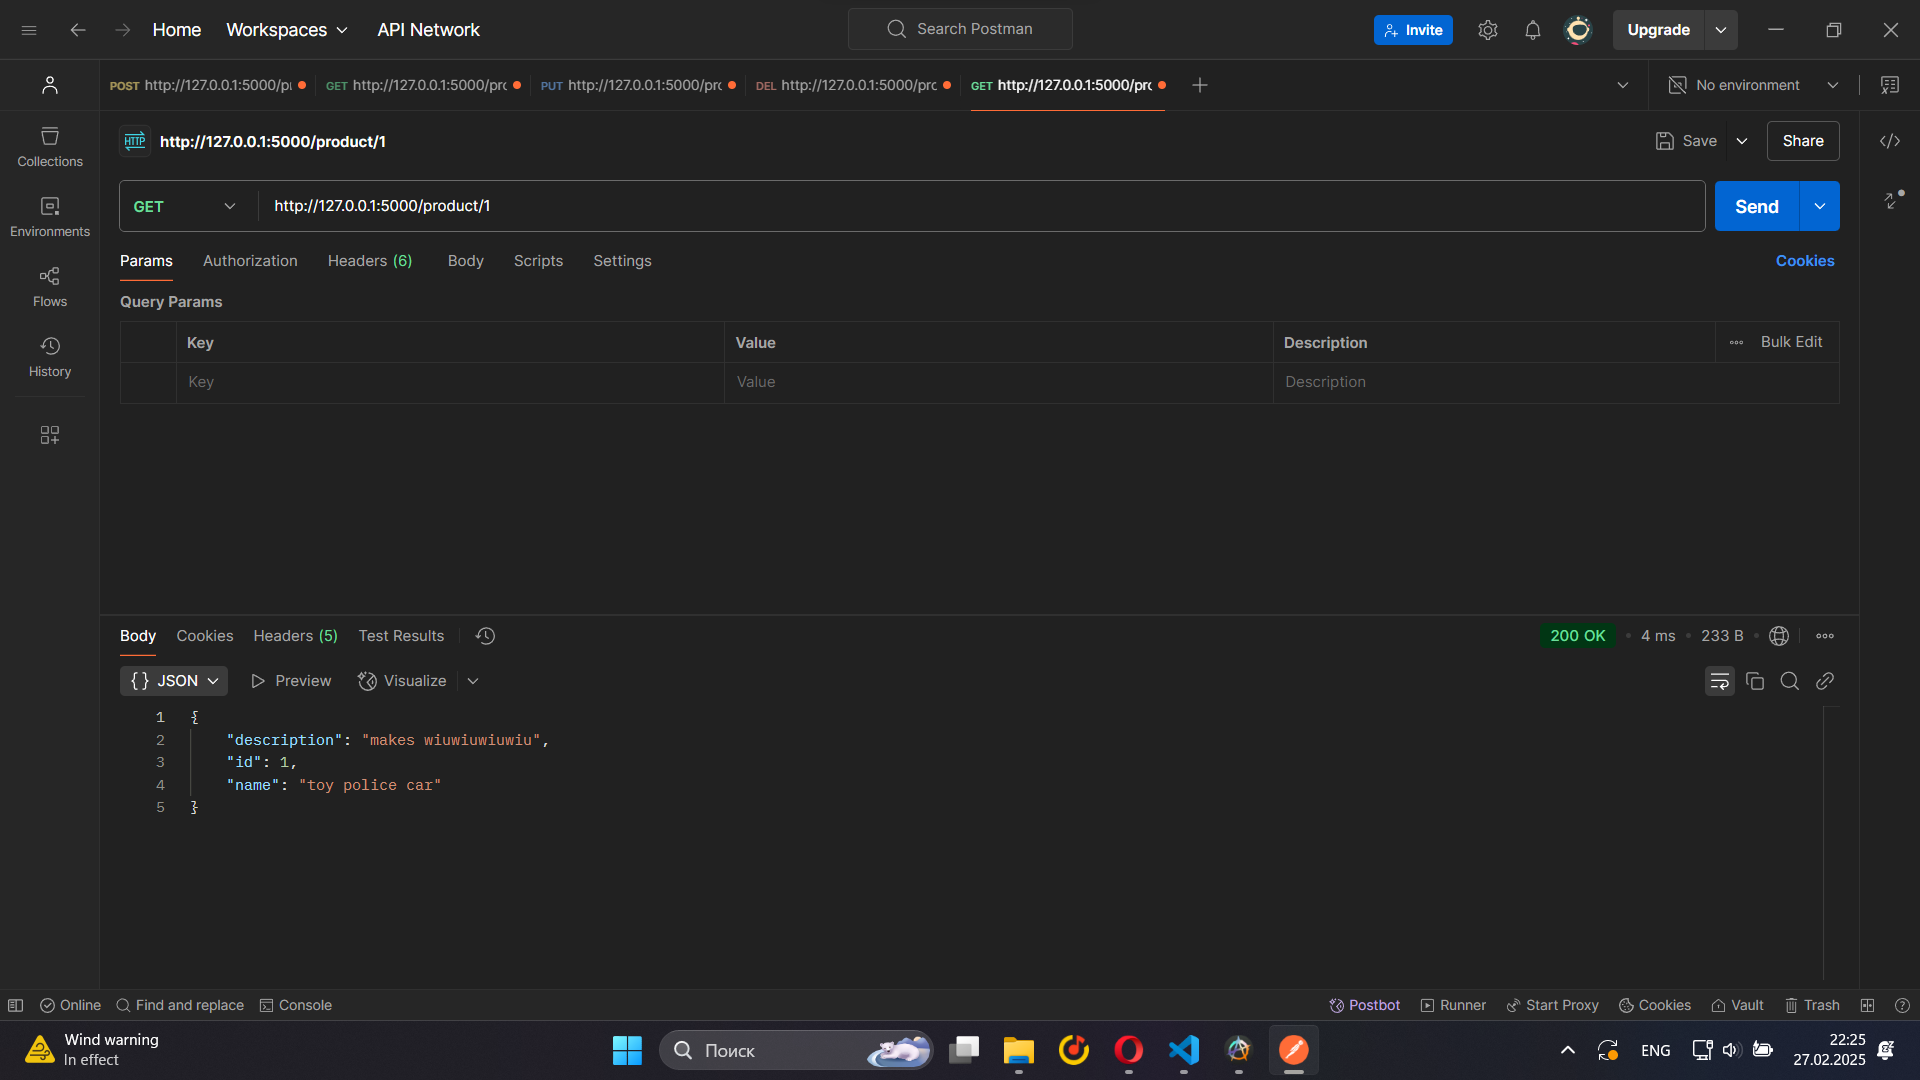 Home Workspaces API Network Search Postman Invite Upgrade
POST http://127.0.0.1:5000/pr GET http://127.0.0.1:5000/prc PUT http://127.0.0.1:5000/prc DEL http://127.0.0.1:5000/prc GET http://127.0.0.1:5000/prc No environment
HTTP http://127.0.0.1:5000/product/1 Save Share
GET http://127.0.0.1:5000/product/1 Send
Params Authorization Headers (6) Body Scripts Settings Cookies
Query Params
Key Value Description Bulk Edit
Key Value Description
Collections
Environments
Flows
History
Body Cookies Headers (5) Test Results 200 OK 4 ms 233 B
{} JSON Preview Visualize
1 {
2 "description": "makes wiuwiuwiuwiu",
3 "id": 1,
4 "name": "toy police car"
5 }
Online Find and replace Console Postbot Runner Start Proxy Cookies Vault Trash
Wind warning
In effect
Поиск
ENG
22:25
27.02.2025